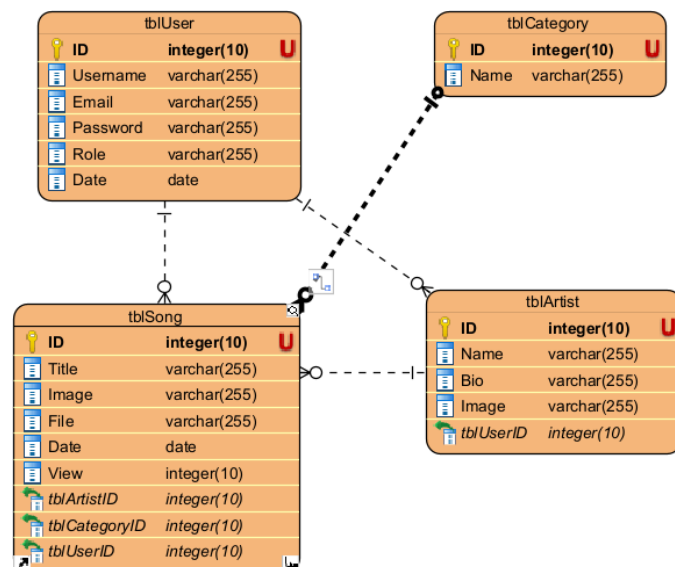 tblUser
ID integer(10) U
Username varchar(255)
Email varchar(255)
Password varchar(255)
Role varchar(255)
Date date
tblCategory
ID integer(10) U
Name varchar(255)
tblSong
ID integer(10) U
Title varchar(255)
Image varchar(255)
File varchar(255)
Date date
View integer(10)
tblArtistID integer(10)
tblCategoryID integer(10)
tblUserID integer(10)
tblArtist
ID integer(10) U
Name varchar(255)
Bio varchar(255)
Image varchar(255)
tblUserID integer(10)